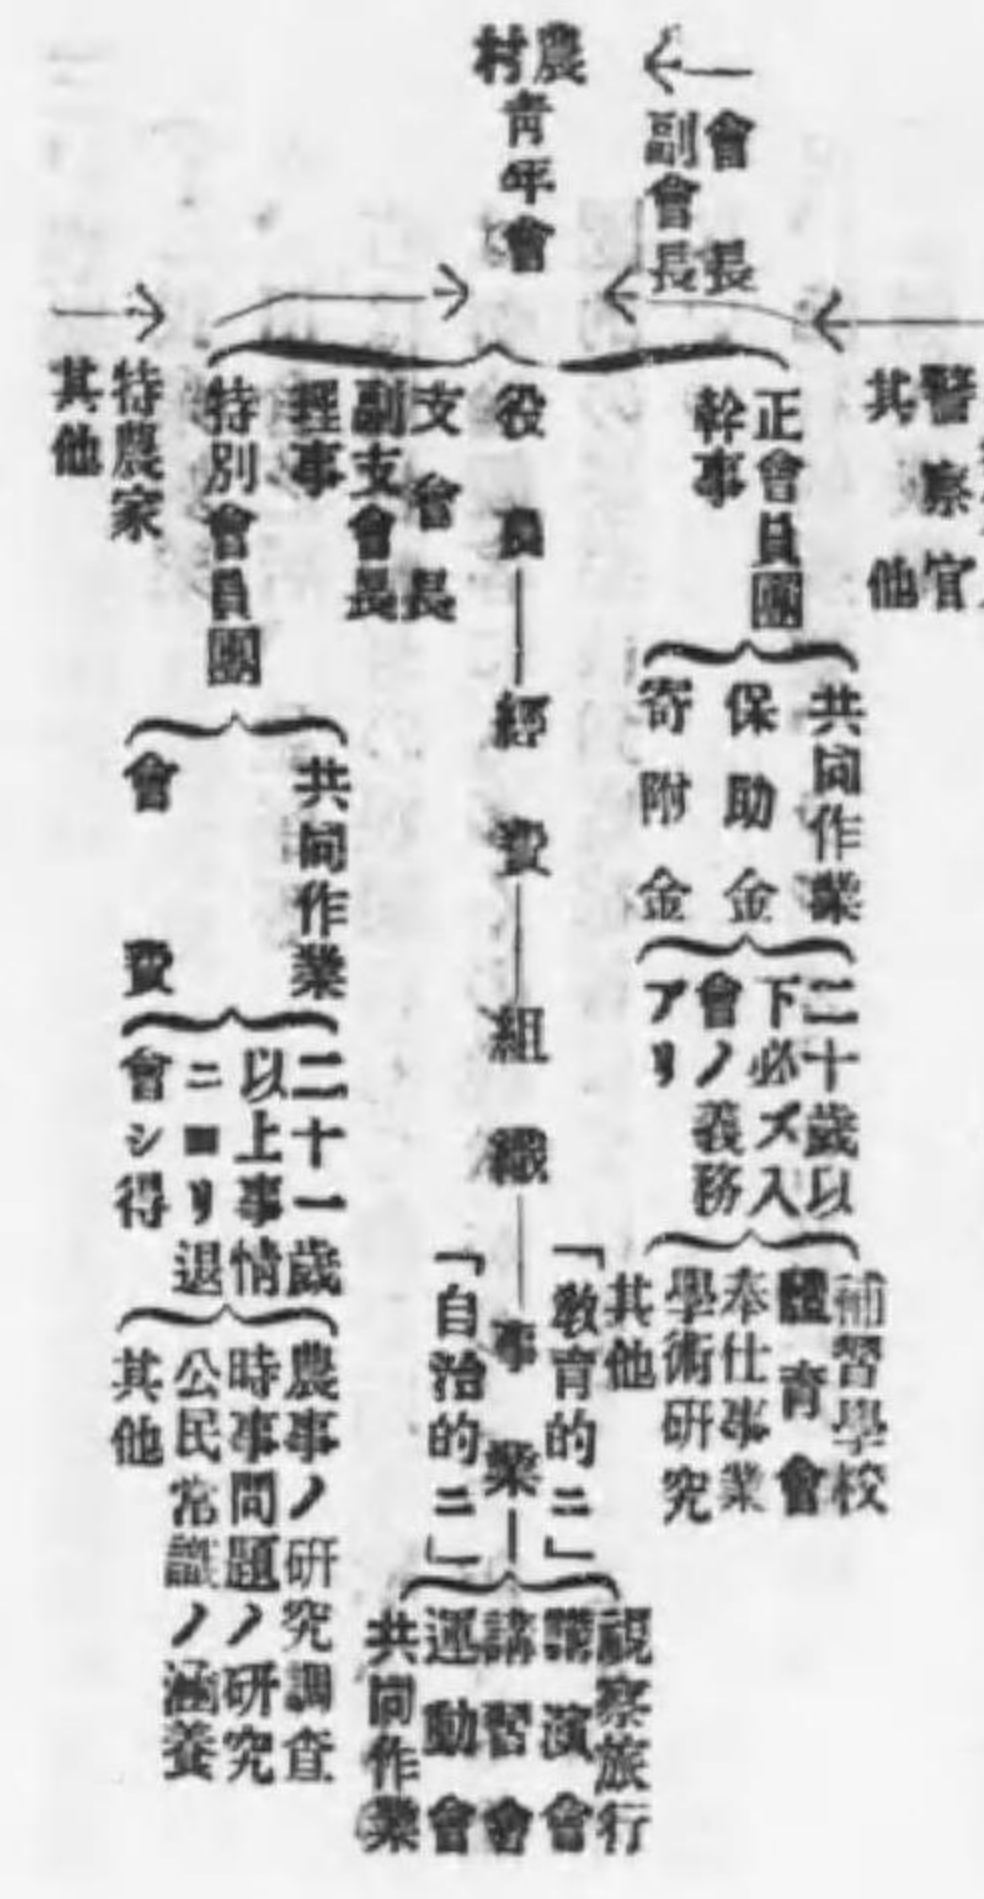 會長
副會長
農村青年會
警察官
其他
正會員團
幹事
役員
支會長
副支會長
理事
特別會員團
特農家
其他
共同作業
保助金
寄附金
經費
共同作業
會費
二十歲以
下必ズ入
會ノ義務
アリ
組織
二十一歲
以上事情
ニヨリ退
會シ得
補習學校
體育會
奉仕事業
學術研究
其他
「教育的ニ」
事業
「自治的ニ」
農事ノ研究調査
時事問題ノ研究
公民常識ノ涵養
其他
視察旅行
講演會
講習會
運動會
共同作業